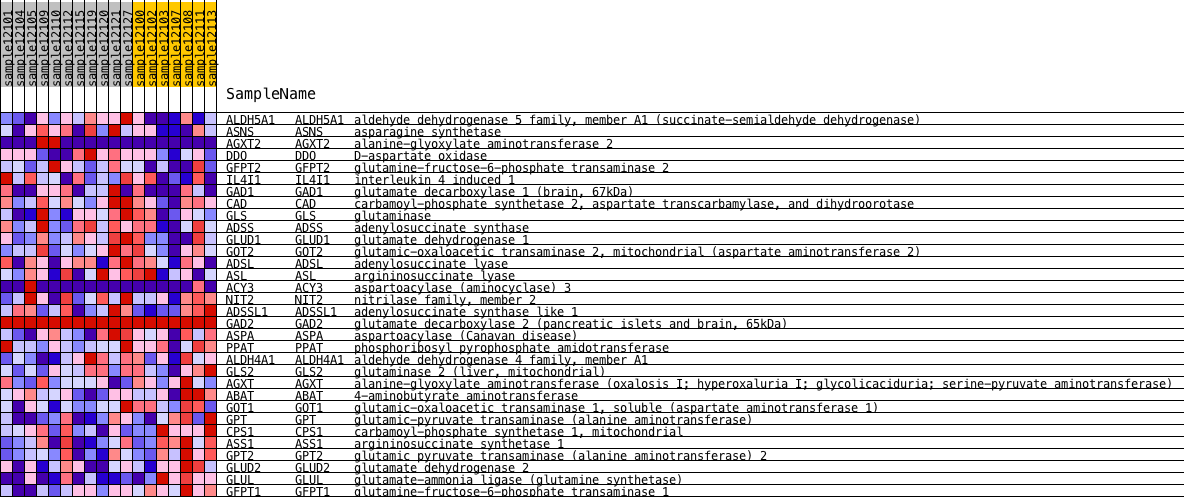 sample12101
sample12104
sample12105
sample12109
sample12110
sample12112
sample12115
sample12119
sample12120
sample12121
sample12127
sample12100
sample12102
sample12103
sample12107
sample12108
sample12111
sample12113
SampleName
ALDH5A1 ALDH5A1 aldehyde dehydrogenase 5 family, member A1 (succinate-semialdehyde dehydrogenase)
ASNS ASNS asparagine synthetase
AGXT2 AGXT2 alanine-glyoxylate aminotransferase 2
DDO DDO D-aspartate oxidase
GFPT2 GFPT2 glutamine-fructose-6-phosphate transaminase 2
IL4I1 IL4I1 interleukin 4 induced 1
GAD1 GAD1 glutamate decarboxylase 1 (brain, 67kDa)
CAD CAD carbamoyl-phosphate synthetase 2, aspartate transcarbamylase, and dihydroorotase
GLS GLS glutaminase
ADSS ADSS adenylosuccinate synthase
GLUD1 GLUD1 glutamate dehydrogenase 1
GOT2 GOT2 glutamic-oxaloacetic transaminase 2, mitochondrial (aspartate aminotransferase 2)
ADSL ADSL adenylosuccinate lyase
ASL ASL argininosuccinate lyase
ACY3 ACY3 aspartoacylase (aminocyclase) 3
NIT2 NIT2 nitrilase family, member 2
ADSSL1 ADSSL1 adenylosuccinate synthase like 1
GAD2 GAD2 glutamate decarboxylase 2 (pancreatic islets and brain, 65kDa)
ASPA ASPA aspartoacylase (Canavan disease)
PPAT PPAT phosphoribosyl pyrophosphate amidotransferase
ALDH4A1 ALDH4A1 aldehyde dehydrogenase 4 family, member A1
GLS2 GLS2 glutaminase 2 (liver, mitochondrial)
AGXT AGXT alanine-glyoxylate aminotransferase (oxalosis I; hyperoxaluria I; glycolicaciduria; serine-pyruvate aminotransferase)
ABAT ABAT 4-aminobutyrate aminotransferase
GOT1 GOT1 glutamic-oxaloacetic transaminase 1, soluble (aspartate aminotransferase 1)
GPT GPT glutamic-pyruvate transaminase (alanine aminotransferase)
CPS1 CPS1 carbamoyl-phosphate synthetase 1, mitochondrial
ASS1 ASS1 argininosuccinate synthetase 1
GPT2 GPT2 glutamic pyruvate transaminase (alanine aminotransferase) 2
GLUD2 GLUD2 glutamate dehydrogenase 2
GLUL GLUL glutamate-ammonia ligase (glutamine synthetase)
GFPT1 GFPT1 glutamine-fructose-6-phosphate transaminase 1